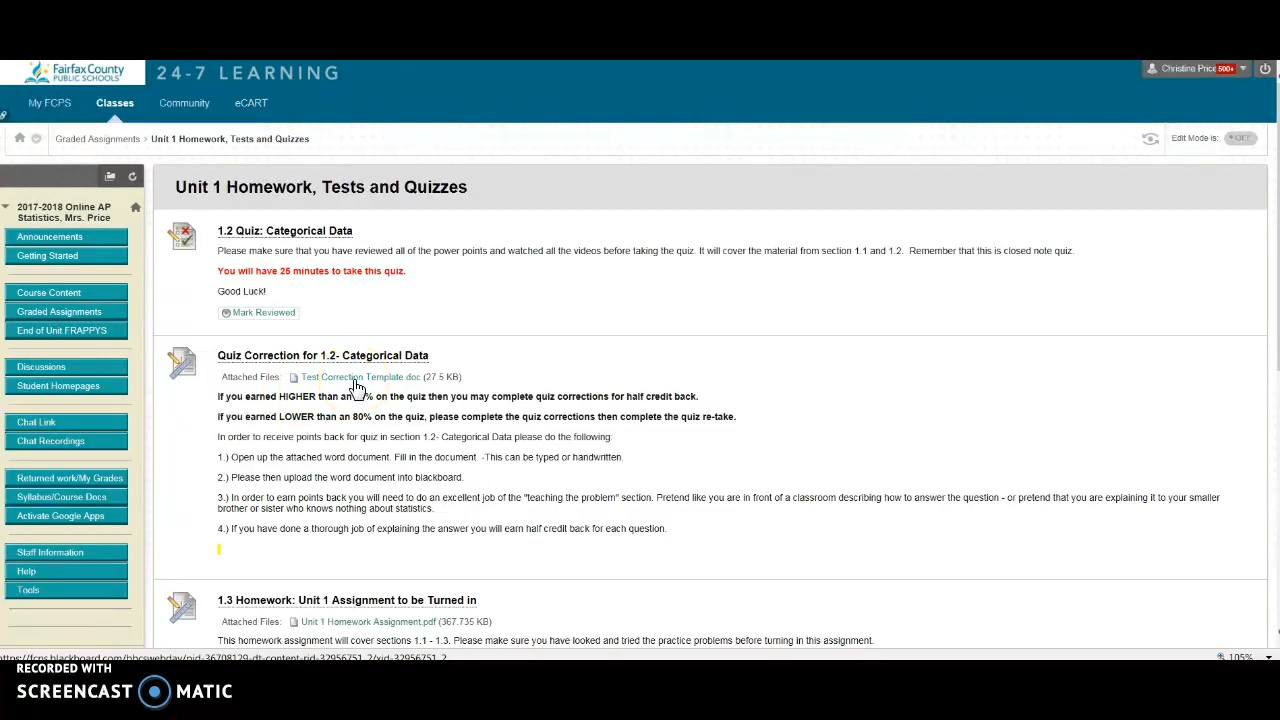 Fairfax County
PUBLIC SCHOOLS
24-7 LEARNING
Christine Price 500+
My FCPS
Classes
Community
eCART
Graded Assignments > Unit 1 Homework, Tests and Quizzes
Edit Mode is:
OFF
2017-2018 Online AP
Statistics, Mrs. Price
Announcements
Getting Started
Course Content
Graded Assignments
End of Unit FRAPPYS
Discussions
Student Homepages
Chat Link
Chat Recordings
Returned work/My Grades
Syllabus/Course Docs
Activate Google Apps
Staff Information
Help
Tools
Unit 1 Homework, Tests and Quizzes
1.2 Quiz: Categorical Data
Please make sure that you have reviewed all of the power points and watched all the videos before taking the quiz. It will cover the material from section 1.1 and 1.2. Remember that this is closed note quiz.
You will have 25 minutes to take this quiz.
Good Luck!
Mark Reviewed
Quiz Correction for 1.2- Categorical Data
Attached Files: Test Correction Template.doc (27.5 KB)
If you earned HIGHER than an % on the quiz then you may complete quiz corrections for half credit back.
If you earned LOWER than an 80% on the quiz, please complete the quiz corrections then complete the quiz re-take.
In order to receive points back for quiz in section 1.2- Categorical Data please do the following:
1.) Open up the attached word document. Fill in the document. -This can be typed or handwritten.
2.) Please then upload the word document into blackboard.
3.) In order to earn points back you will need to do an excellent job of the "teaching the problem" section. Pretend like you are in front of a classroom describing how to answer the question - or pretend that you are explaining it to your smaller
brother or sister who knows nothing about statistics.
4.) If you have done a thorough job of explaining the answer you will earn half credit back for each question.
1.3 Homework: Unit 1 Assignment to be Turned in
Attached Files: Unit 1 Homework Assignment.pdf (367.735 KB)
This homework assignment will cover sections 1.1 - 1.3. Please make sure you have looked and tried the practice problems before turning in this assignment.
105%
RECORDED WITH
SCREENCAST MATIC